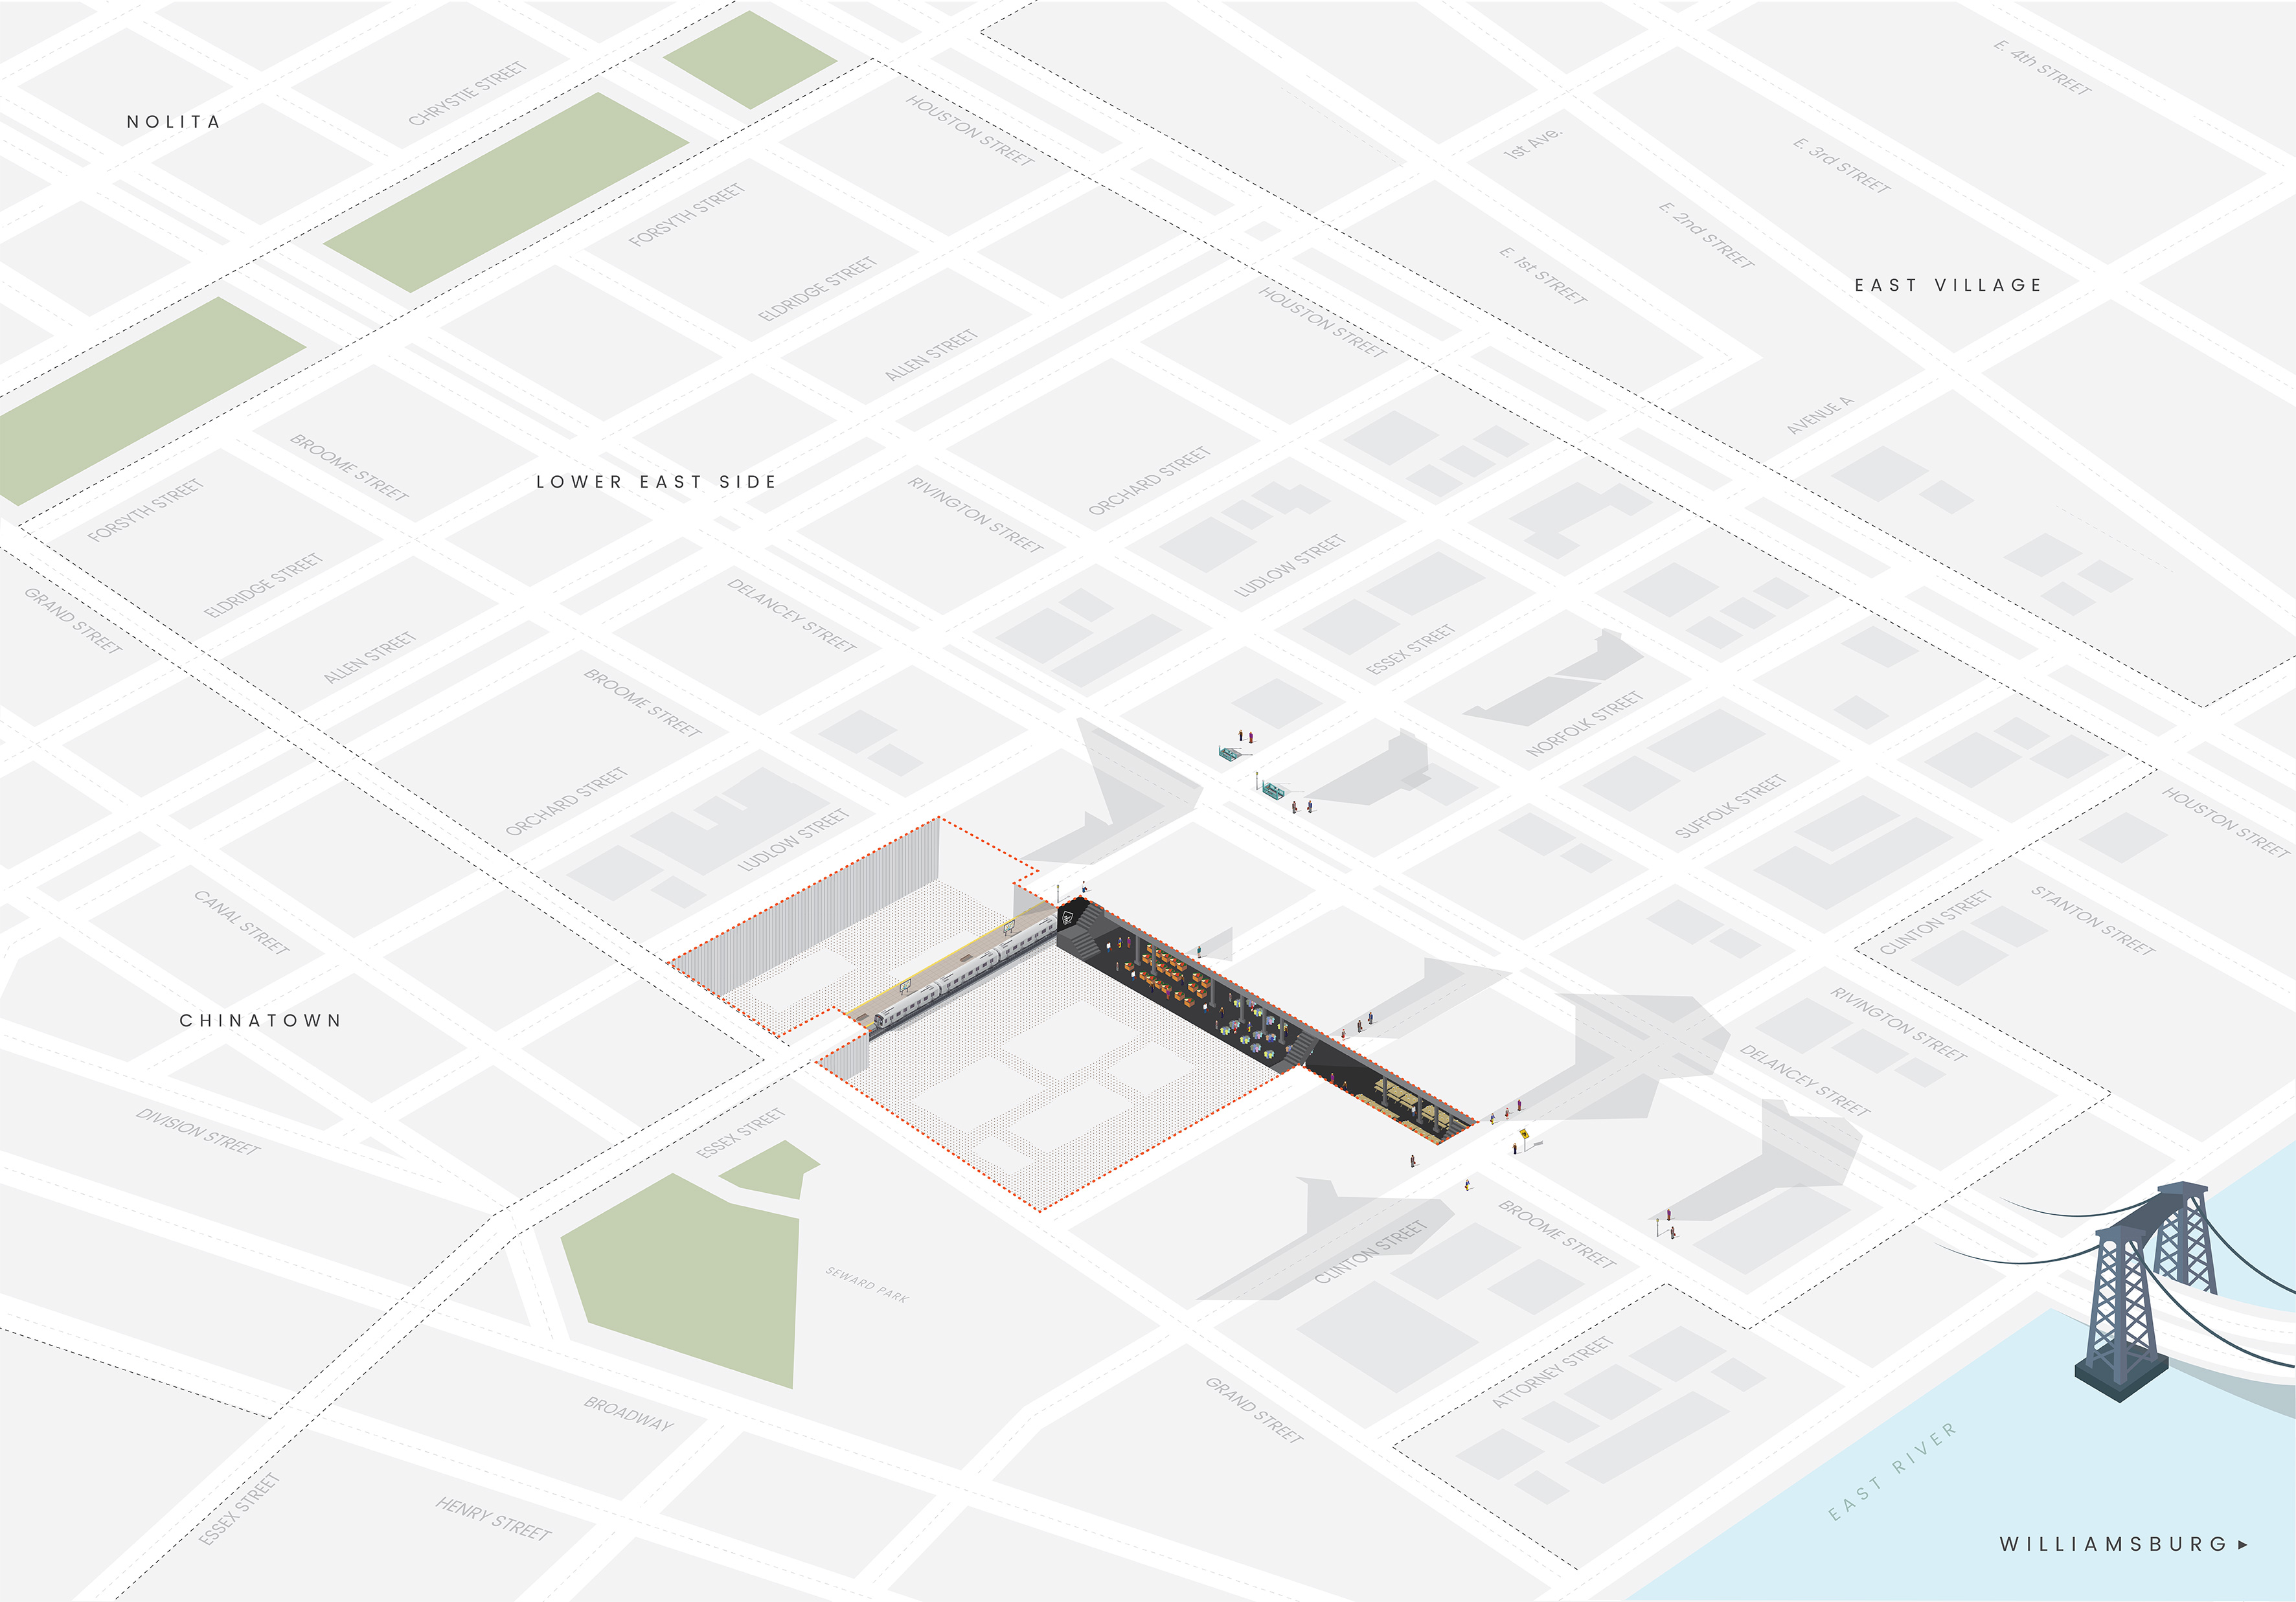 E. 4th STREET
CHRYSTIE STREET
NOLITA
HOUSTON STREET
1st Ave.
E. 3rd STREET
FORSYTH STREET
E. 2nd STREET
ELDRIDGE STREET
E. 1st STREET
EAST VILLAGE
HOUSTON STREET
ALLEN STREET
AVENUE A
BROOME STREET
LOWER EAST SIDE
ORCHARD STREET
FORSYTH STREET
RIVINGTON STREET
LUDLOW STREET
ELDRIDGE STREET
GRAND STREET
DELANCEY STREET
ESSEX STREET
ALLEN STREET
BROOME STREET
NORFOLK STREET
SUFFOLK STREET
HOUSTON STREET
ORCHARD STREET
LUDLOW STREET
CANAL STREET
CLINTON STREET
STANTON STREET
CHINATOWN
RIVINGTON STREET
DELANCEY STREET
DIVISION STREET
ESSEX STREET
BROOME STREET
CLINTON STREET
SEWARD PARK
ATTORNEY STREET
BROADWAY
GRAND STREET
EAST RIVER
ESSEX STREET
HENRY STREET
WILLIAMSBURG ▸